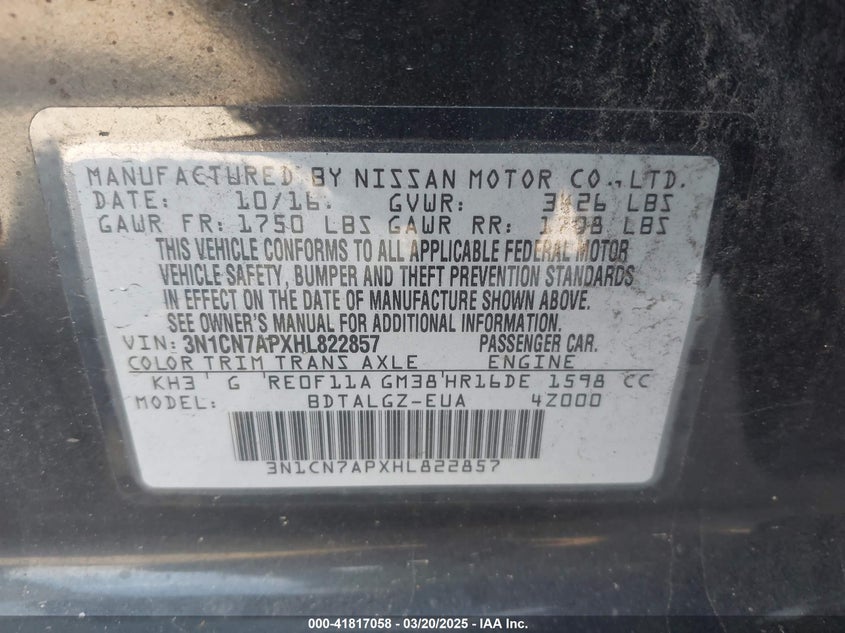 MANUFACTURED BY NISSAN MOTOR CO., LTD.
DATE: 10/16. GVWR: 3426 LBS
GAWR FR: 1750 LBS GAWR RR: 1708 LBS
THIS VEHICLE CONFORMS TO ALL APPLICABLE FEDERAL MOTOR
VEHICLE SAFETY, BUMPER AND THEFT PREVENTION STANDARDS
IN EFFECT ON THE DATE OF MANUFACTURE SHOWN ABOVE.
SEE OWNER'S MANUAL FOR ADDITIONAL INFORMATION.
VIN: 3N1CN7APXHL822857 PASSENGER CAR.
COLOR TRIM TRANS AXLE ENGINE
KH3 G RE0F11A GM38 HR16DE 1598 CC
MODEL: BDTALGZ-EUA 4Z000
3N1CN7APXHL822857
000-41817058 — 03/20/2025 — IAA Inc.